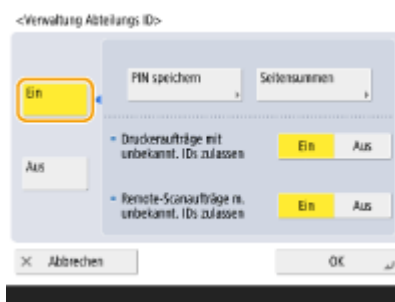 <Verwaltung Abteilungs ID>
Ein
PIN speichern
Seitensummen
Druckeraufträge mit
unbekannt. IDs zulassen
Ein Aus
Aus
Remote-Scanaufträge m.
unbekannt. IDs zulassen
Ein Aus
Abbrechen
OK